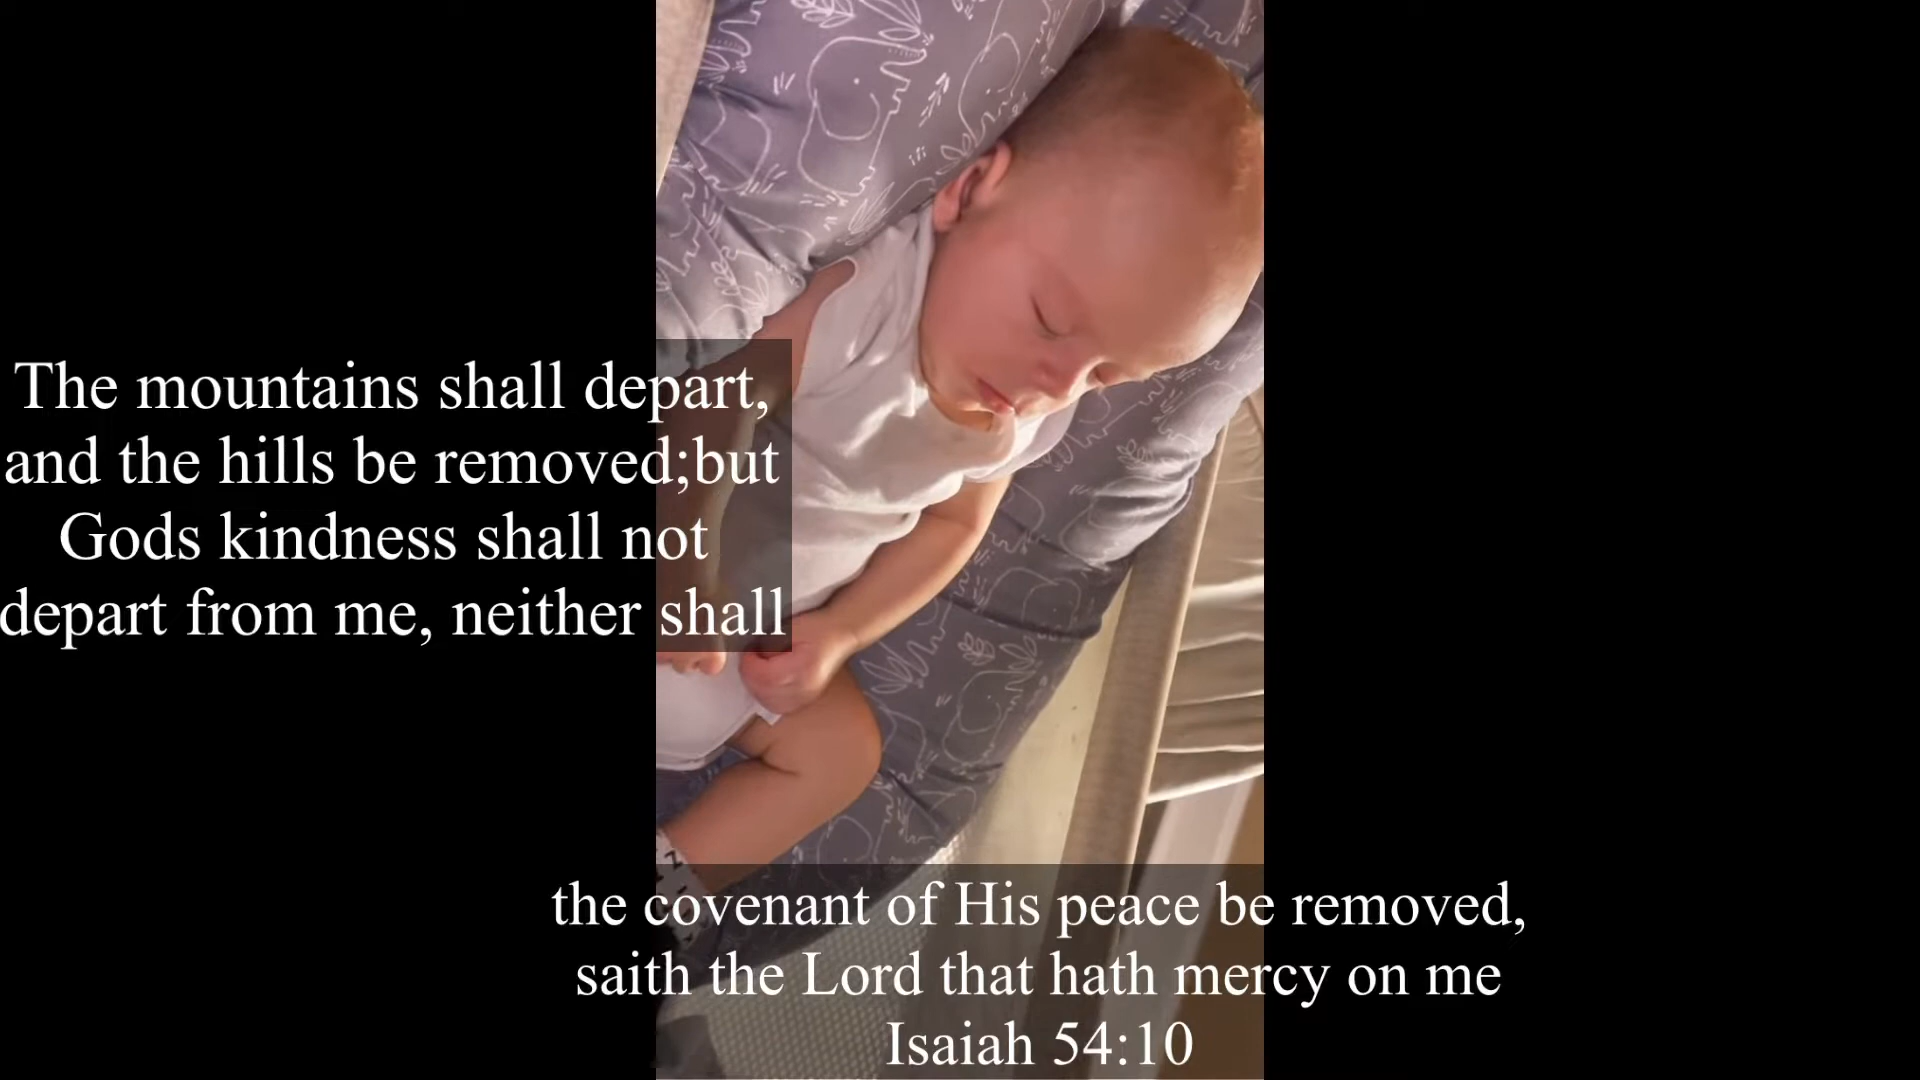 The mountains shall depart,
and the hills be removed;but
Gods kindness shall not
depart from me, neither shall
the covenant of His peace be removed,
saith the Lord that hath mercy on me
Isaiah 54:10